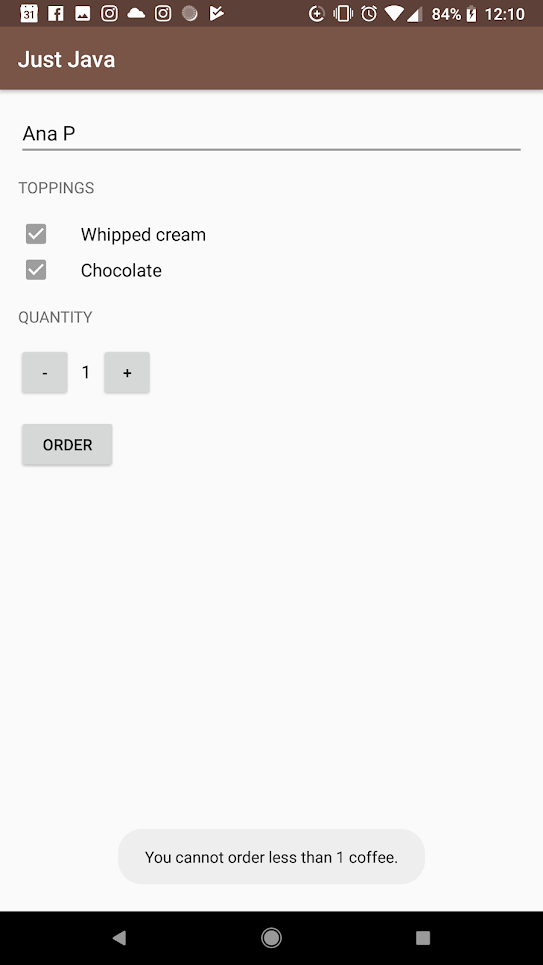 31 84% 12:10
Just Java
Ana P
TOPPINGS
Whipped cream
Chocolate
QUANTITY
- 1 +
ORDER
You cannot order less than 1 coffee.